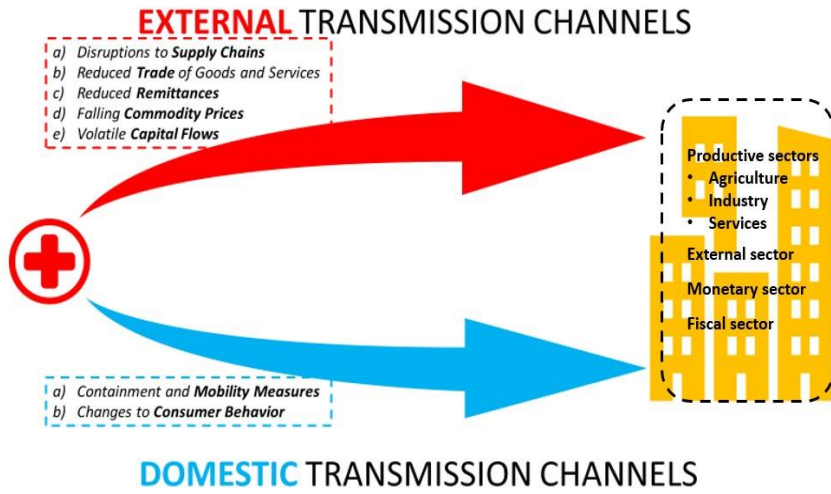 EXTERNAL TRANSMISSION CHANNELS
a) Disruptions to Supply Chains
b) Reduced Trade of Goods and Services
c) Reduced Remittances
d) Falling Commodity Prices
e) Volatile Capital Flows
Productive sectors
• Agriculture
• Industry
• Services
External sector
Monetary sector
Fiscal sector
a) Containment and Mobility Measures
b) Changes to Consumer Behavior
DOMESTIC TRANSMISSION CHANNELS